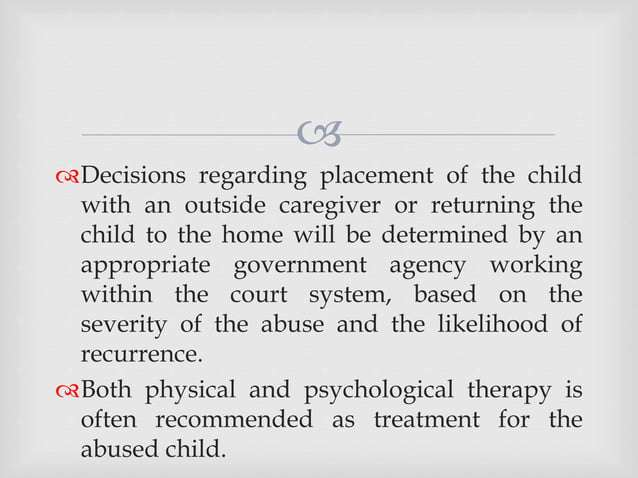 Decisions regarding placement of the child
with an outside caregiver or returning the
child to the home will be determined by an
appropriate government agency working
within the court system, based on the
severity of the abuse and the likelihood of
recurrence.
Both physical and psychological therapy is
often recommended as treatment for the
abused child.